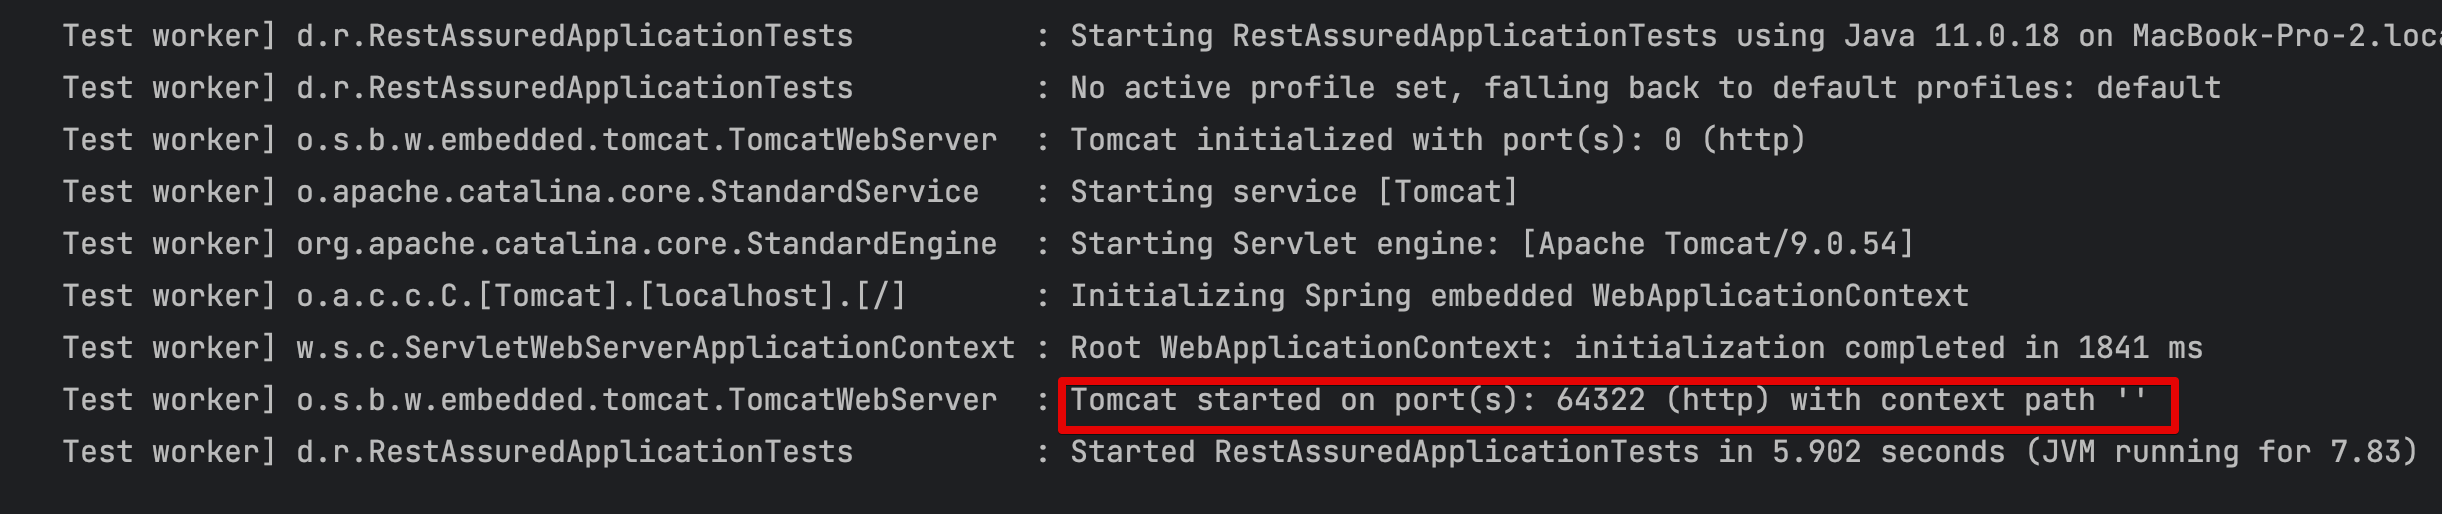 Test worker] d.r.RestAssuredApplicationTests : Starting RestAssuredApplicationTests using Java 11.0.18 on MacBook-Pro-2.loc
Test worker] d.r.RestAssuredApplicationTests : No active profile set, falling back to default profiles: default
Test worker] o.s.b.w.embedded.tomcat.TomcatWebServer : Tomcat initialized with port(s): 0 (http)
Test worker] o.apache.catalina.core.StandardService : Starting service [Tomcat]
Test worker] org.apache.catalina.core.StandardEngine : Starting Servlet engine: [Apache Tomcat/9.0.54]
Test worker] o.a.c.c.C.[Tomcat].[localhost].[/] : Initializing Spring embedded WebApplicationContext
Test worker] w.s.c.ServletWebServerApplicationContext : Root WebApplicationContext: initialization completed in 1841 ms
Test worker] o.s.b.w.embedded.tomcat.TomcatWebServer : Tomcat started on port(s): 64322 (http) with context path ''
Test worker] d.r.RestAssuredApplicationTests : Started RestAssuredApplicationTests in 5.902 seconds (JVM running for 7.83)